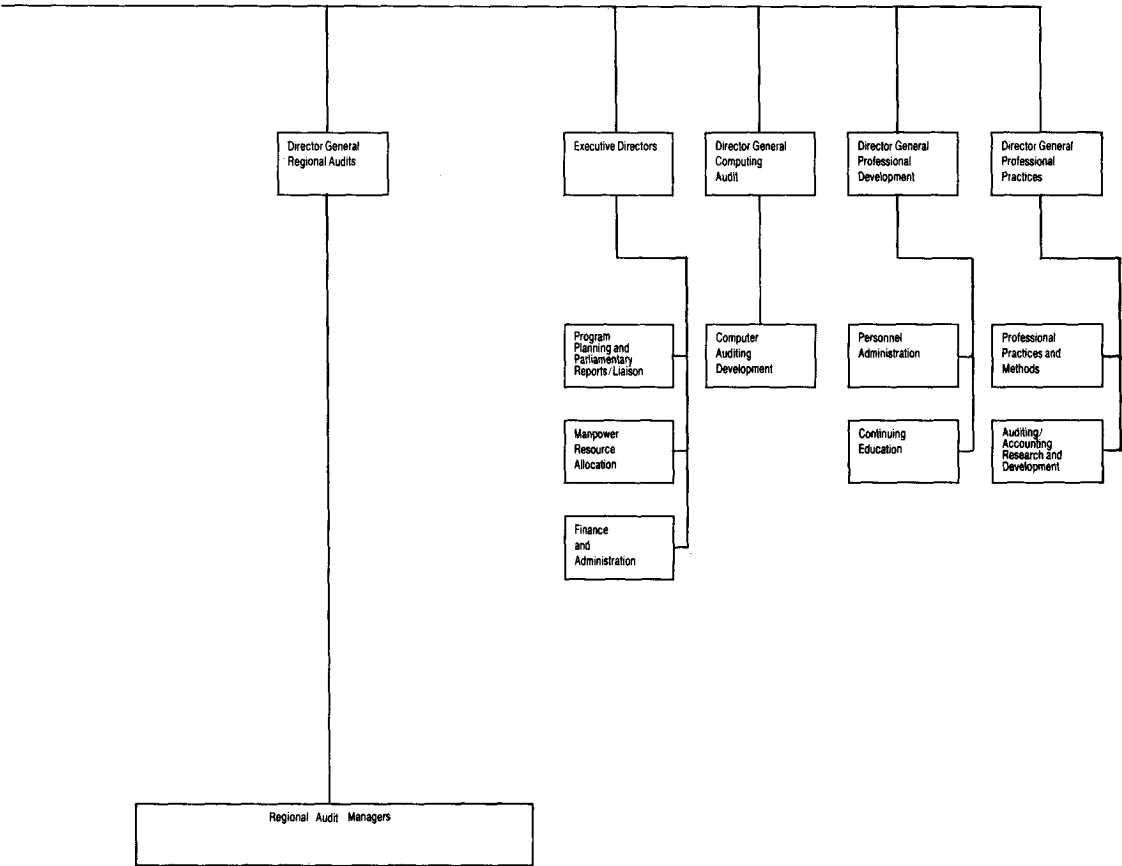 Director General
Regional Audits
Executive Directors
Director General
Computing
Audit
Director General
Professional
Development
Director General
Professional
Practices
Program
Planning and
Parliamentary
Reports/Liaison
Computer
Auditing
Development
Personnel
Administration
Professional
Practices and
Methods
Manpower
Resource
Allocation
Continuing
Education
Auditing/
Accounting
Research and
Development
Finance
and
Administration
Regional Audit Managers